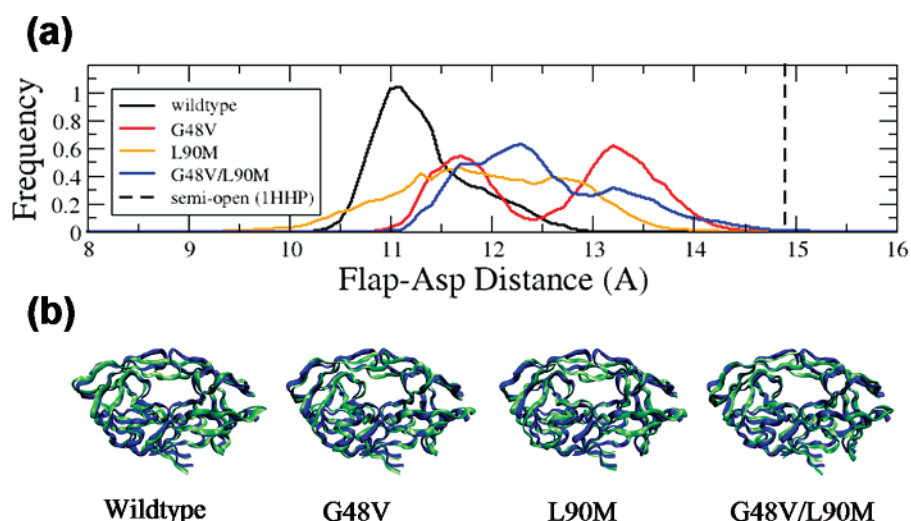 (a)
Frequency
1
0.8
0.6
0.4
0.2
0
wildtype
G48V
L90M
G48V/L90M
semi-open (1HHP)
8 9 10 11 12 13 14 15 16
Flap-Asp Distance (A)
(b)
Wildtype G48V L90M G48V/L90M